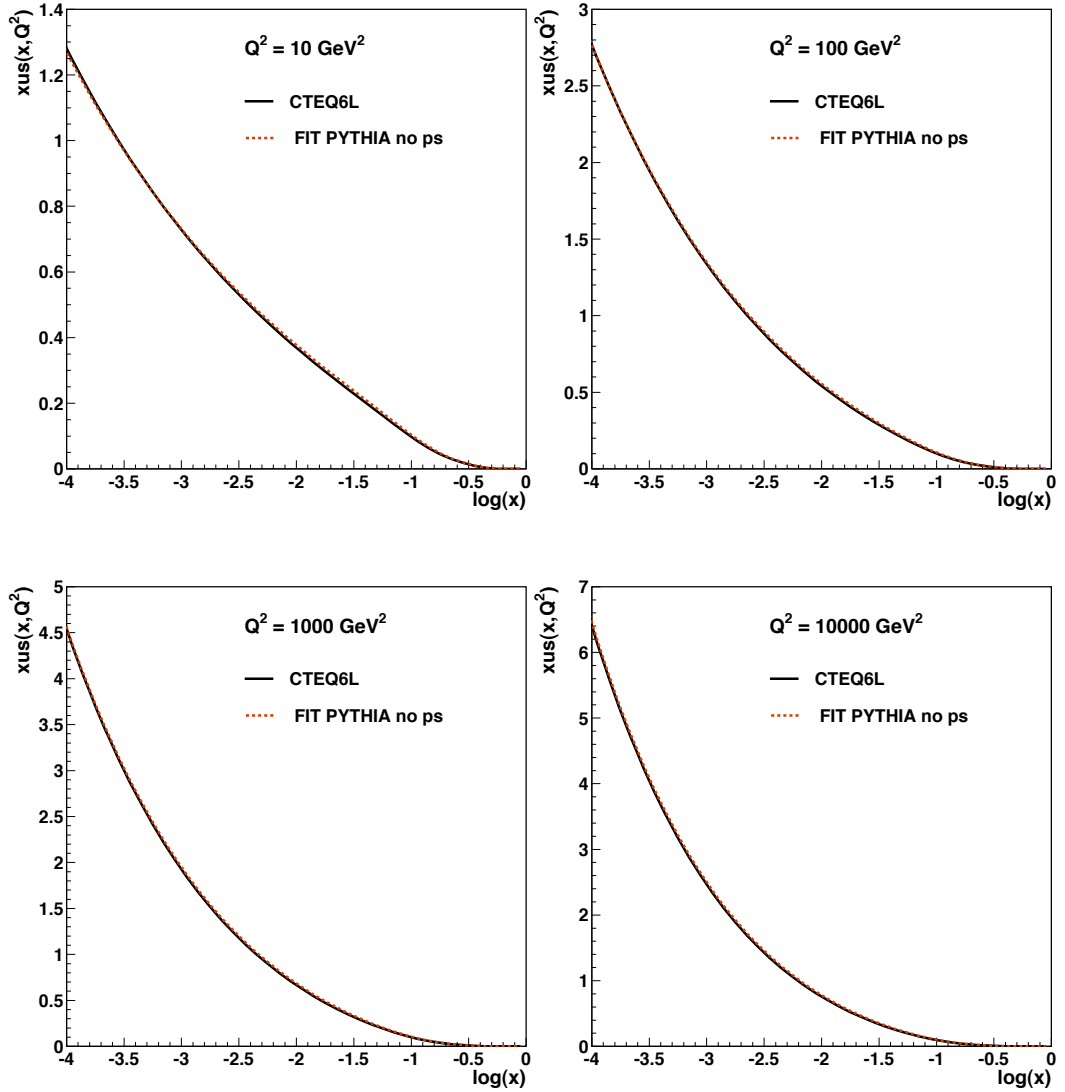 xus(x,Q²)
1.4
1.2
1
0.8
0.6
0.4
0.2
0
Q² = 10 GeV²
CTEQ6L
FIT PYTHIA no ps
-4 -3.5 -3 -2.5 -2 -1.5 -1 -0.5 0
log(x)
xus(x,Q²)
3
2.5
2
1.5
1
0.5
0
Q² = 100 GeV²
CTEQ6L
FIT PYTHIA no ps
-4 -3.5 -3 -2.5 -2 -1.5 -1 -0.5 0
log(x)
xus(x,Q²)
5
4.5
4
3.5
3
2.5
2
1.5
1
0.5
0
Q² = 1000 GeV²
CTEQ6L
FIT PYTHIA no ps
-4 -3.5 -3 -2.5 -2 -1.5 -1 -0.5 0
log(x)
xus(x,Q²)
7
6
5
4
3
2
1
0
Q² = 10000 GeV²
CTEQ6L
FIT PYTHIA no ps
-4 -3.5 -3 -2.5 -2 -1.5 -1 -0.5 0
log(x)